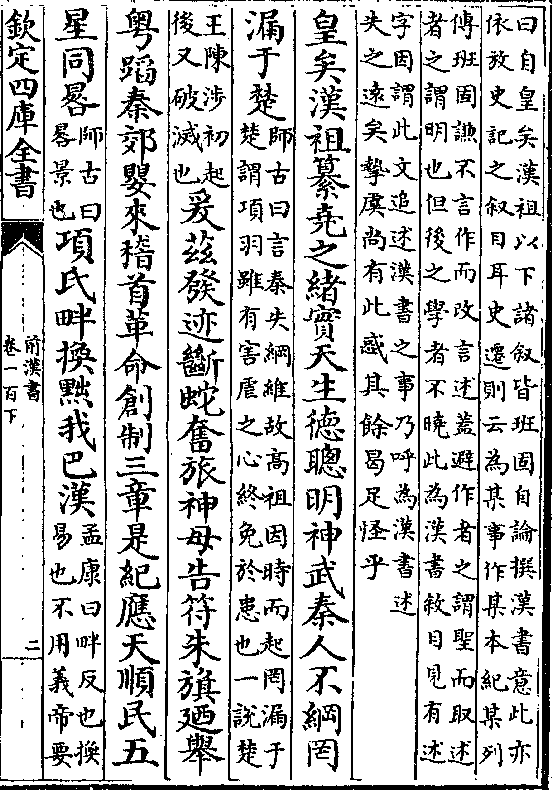 曰自皇矣漢祖以下諸叙皆班固自論撰漢書意此亦
依放史記之叙目耳史遷則云為某事作某本紀某列
傳班固謙不言作而改言述蓋避作者之謂聖而取述
者之謂明也但後之學者不曉此為漢書敘目見有述
字因謂此文追述漢書之事乃呼為漢書述
失之遠矣摯虞尚有此惑其餘曷足怪乎
皇矣漢祖纂堯之緒實天生德聰明神武秦人不綱罔
漏于楚
師古曰言秦失綱維故高祖因時而起罔漏于
楚謂項羽雖有害虐之心終免於患也一說楚
王陳涉初起
後又破滅也
爰茲發迹斷蛇奮旅神母告符朱旗廼舉
粵蹈秦郊嬰來稽首革命創制三章是紀應天順民五
星同晷
師古曰
晷景也
項氏畔換黜我巴漢
孟康曰畔反也換
易也不用義帝要
欽定四庫全書
前漢書
卷一百下
二